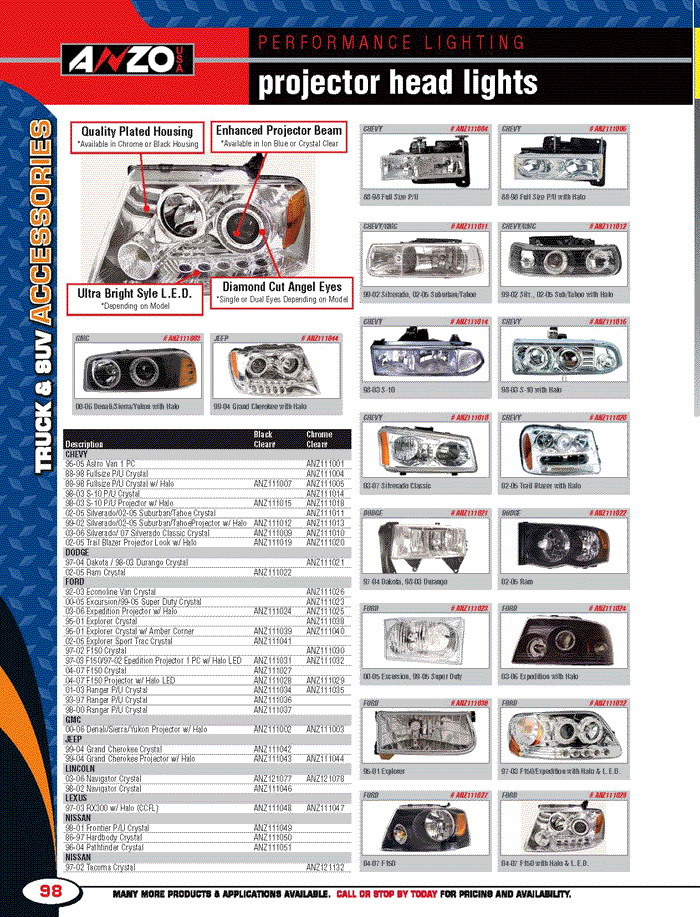 ANZO USA
PERFORMANCE LIGHTING
projector head lights
TRUCK & SUV ACCESSORIES
Quality Plated Housing
*Available in Chrome or Black Housing
Enhanced Projector Beam
*Available in Ion Blue or Crystal Clear
Ultra Bright Syle L.E.D.
*Depending on Model
Diamond Cut Angel Eyes
*Single or Dual Eyes Depending on Model
GMC # ANZ111003
00-06 Denali/Sierra/Yukon with Halo
JEEP # ANZ111044
99-04 Grand Cherokee with Halo
CHEVY # ANZ111004
88-98 Full Size P/U
CHEVY # ANZ111005
88-98 Full Size P/U with Halo
CHEVY/GMC # ANZ111011
99-02 Silverado, 02-05 Suburban/Tahoe
CHEVY/GMC # ANZ111012
99-02 Silv., 02-05 Sub/Tahoe with Halo
CHEVY # ANZ111014
98-03 S-10
CHEVY # ANZ111016
98-03 S-10 with Halo
CHEVY # ANZ111010
03-07 Silverado Classic
CHEVY # ANZ111020
02-05 Trail Blazer with Halo
DODGE # ANZ111021
97-04 Dakota, 98-03 Durango
DODGE # ANZ111022
02-05 Ram
FORD # ANZ111023
00-05 Excursion, 99-05 Super Duty
FORD # ANZ111024
03-06 Expedition with Halo
FORD # ANZ111038
95-01 Explorer
FORD # ANZ111032
97-03 F150/Expedition with Halo & L.E.D.
FORD # ANZ111027
04-07 F150
FORD # ANZ111029
04-07 F150 with Halo & L.E.D.
Description Black Clear# Chrome Clear#
CHEVY
95-05 Astro Van 1 PC ANZ111001
88-98 Fullsize P/U Crystal ANZ111004
88-98 Fullsize P/U Crystal w/ Halo ANZ111007 ANZ111005
98-03 S-10 P/U Crystal ANZ111014
98-03 S-10 P/U Projector w/ Halo ANZ111015 ANZ111016
02-05 Silverado/02-05 Suburban/Tahoe Crystal ANZ111011
99-02 Silverado/02-05 Suburban/TahoeProjector w/ Halo ANZ111012 ANZ111013
03-06 Silverado/ 07 Silverado Classic Crystal ANZ111009 ANZ111010
02-05 Trail Blazer Projector Look w/ Halo ANZ111019 ANZ111020
DODGE
97-04 Dakota / 98-03 Durango Crystal ANZ111021
02-05 Ram Crystal ANZ111022
FORD
92-03 Econoline Van Crystal ANZ111026
00-05 Excursion/99-05 Super Duty Crystal ANZ111023
03-06 Expedition Projector w/ Halo ANZ111024 ANZ111025
95-01 Explorer Crystal ANZ111038
95-01 Explorer Crystal w/ Amber Corner ANZ111039 ANZ111040
02-05 Explorer Sport Trac Crystal ANZ111041
97-02 F150 Crystal ANZ111030
97-03 F150/97-02 Epedition Projector 1 PC w/ Halo LED ANZ111031 ANZ111032
04-07 F150 Crystal ANZ111027
04-07 F150 Projector w/ Halo LED ANZ111028 ANZ111029
01-03 Ranger P/U Crystal ANZ111034 ANZ111035
93-97 Ranger P/U Crystal ANZ111036
98-00 Ranger P/U Crystal ANZ111037
GMC
00-06 Denali/Sierra/Yukon Projector w/ Halo ANZ111002 ANZ111003
JEEP
99-04 Grand Cherokee Crystal ANZ111042
99-04 Grand Cherokee Projector w/ Halo ANZ111043 ANZ111044
LINCOLN
03-06 Navigator Crystal ANZ121077 ANZ121078
98-02 Navigator Crystal ANZ111046
LEXUS
97-03 RX300 w/ Halo (CCFL) ANZ111048 ANZ111047
NISSAN
98-01 Frontier P/U Crystal ANZ111049
86-97 Hardbody Crystal ANZ111050
96-04 Pathfinder Crystal ANZ111051
NISSAN
97-02 Tacoma Crystal ANZ121132
98
MANY MORE PRODUCTS & APPLICATIONS AVAILABLE. CALL OR STOP BY TODAY FOR PRICING AND AVAILABILITY.